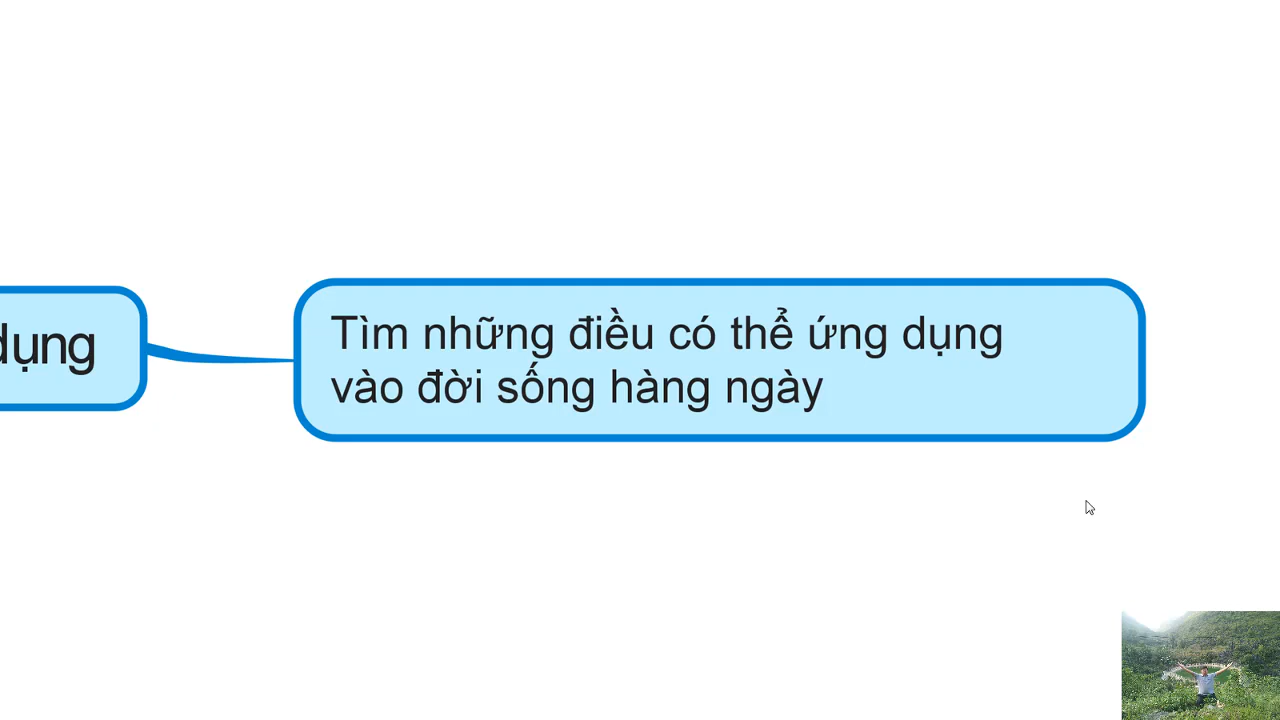 dụng
Tìm những điều có thể ứng dụng
vào đời sống hàng ngày